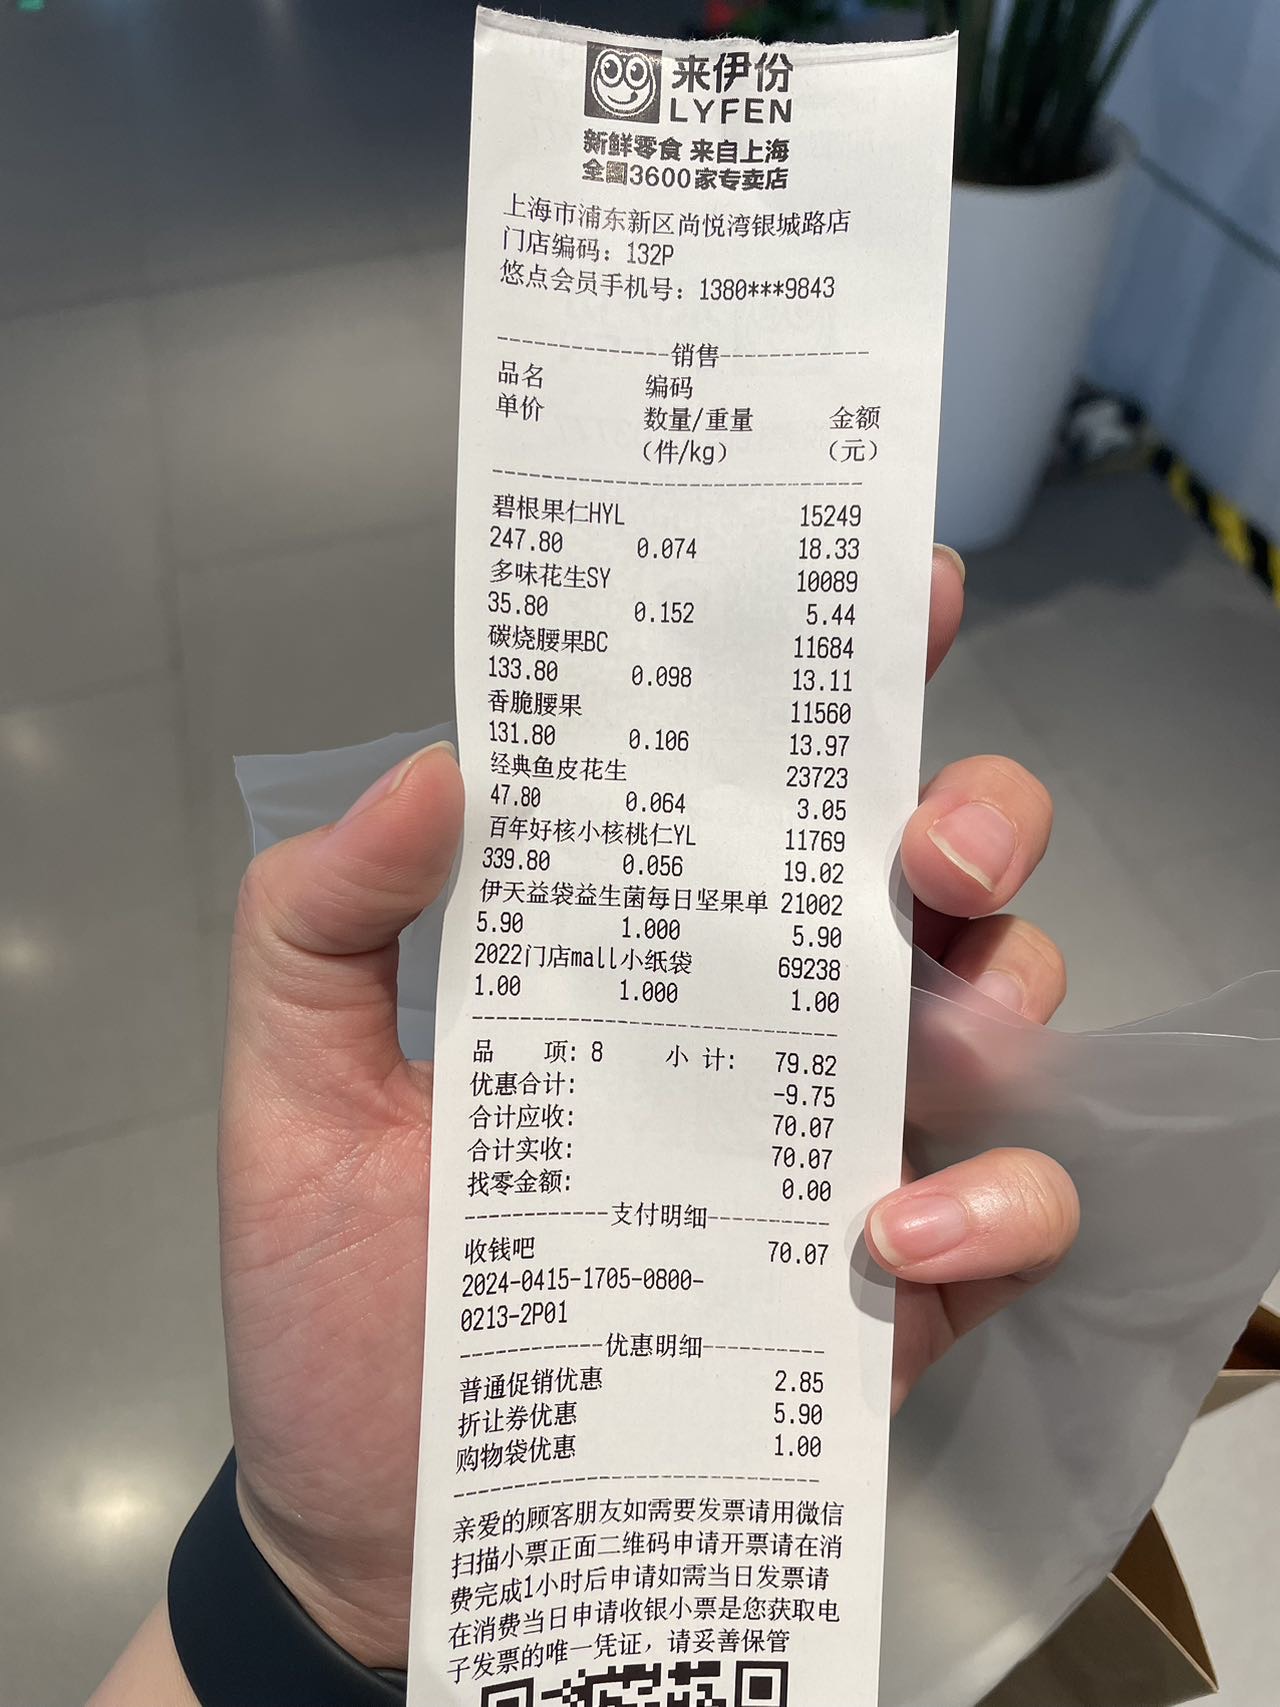 来伊份
LYFEN
新鲜零食 来自上海
全国3600家专卖店
上海市浦东新区尚悦湾银城路店
门店编码：132P
悠点会员手机号：1380***9843
------------销售------------
品名 编码
单价 数量/重量 金额
（件/kg） （元）
碧根果仁HYL 15249
247.80 0.074 18.33
多味花生SY 10089
35.80 0.152 5.44
碳烧腰果BC 11684
133.80 0.098 13.11
香脆腰果 11560
131.80 0.106 13.97
经典鱼皮花生 23723
47.80 0.064 3.05
百年好核小核桃仁YL 11769
339.80 0.056 19.02
伊天益袋益生菌每日坚果单 21002
5.90 1.000 5.90
2022门店mall小纸袋 69238
1.00 1.000 1.00
品 项: 8 小 计: 79.82
优惠合计: -9.75
合计应收: 70.07
合计实收: 70.07
找零金额: 0.00
------------支付明细----------
收钱吧 70.07
2024-0415-1705-0800-
0213-2P01
------------优惠明细----------
普通促销优惠 2.85
折让券优惠 5.90
购物袋优惠 1.00
亲爱的顾客朋友如需要发票请用微信
扫描小票正面二维码申请开票请在消
费完成1小时后申请如需当日发票请
在消费当日申请收银小票是您获取电
子发票的唯一凭证，请妥善保管